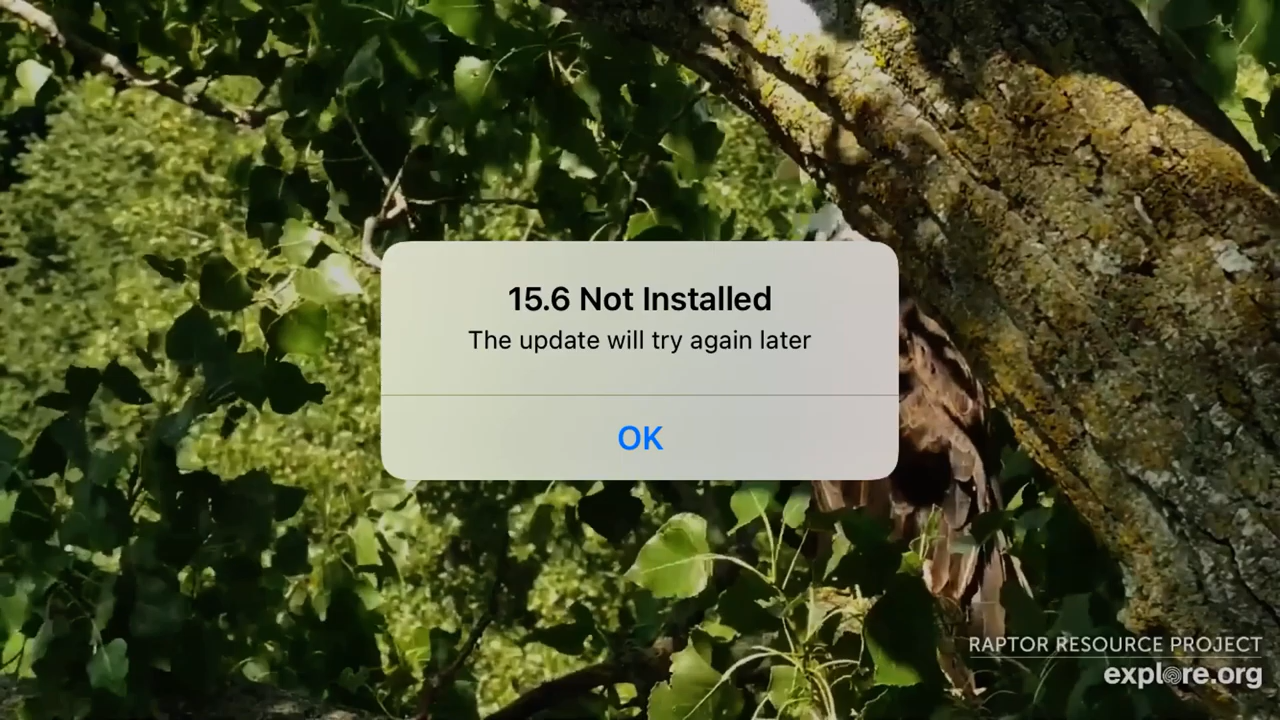 15.6 Not Installed
The update will try again later
OK
RAPTOR RESOURCE PROJECT
explore.org